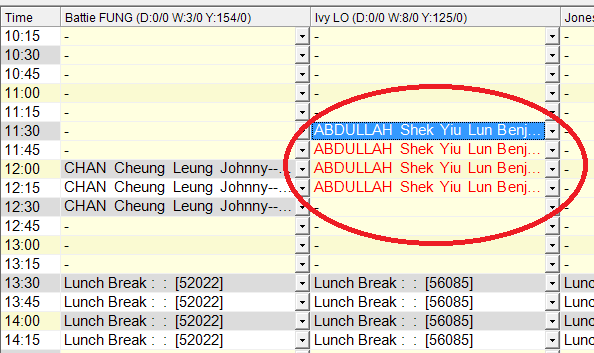 Time Battie FUNG (D:0/0 W:3/0 Y:154/0) Ivy LO (D:0/0 W:8/0 Y:125/0) Jones
10:15 - - -
10:30 - - -
10:45 - - -
11:00 - - -
11:15 - - -
11:30 - ABDULLAH Shek Yiu Lun Benj... -
11:45 - ABDULLAH Shek Yiu Lun Benj... -
12:00 CHAN Cheung Leung Johnny--... ABDULLAH Shek Yiu Lun Benj... -
12:15 CHAN Cheung Leung Johnny--... ABDULLAH Shek Yiu Lun Benj... -
12:30 CHAN Cheung Leung Johnny--... - -
12:45 - - -
13:00 - - -
13:15 - - -
13:30 Lunch Break : : [52022] Lunch Break : : [56085] Lunc
13:45 Lunch Break : : [52022] Lunch Break : : [56085] Lunc
14:00 Lunch Break : : [52022] Lunch Break : : [56085] Lunc
14:15 Lunch Break : : [52022] Lunch Break : : [56085] Lunc